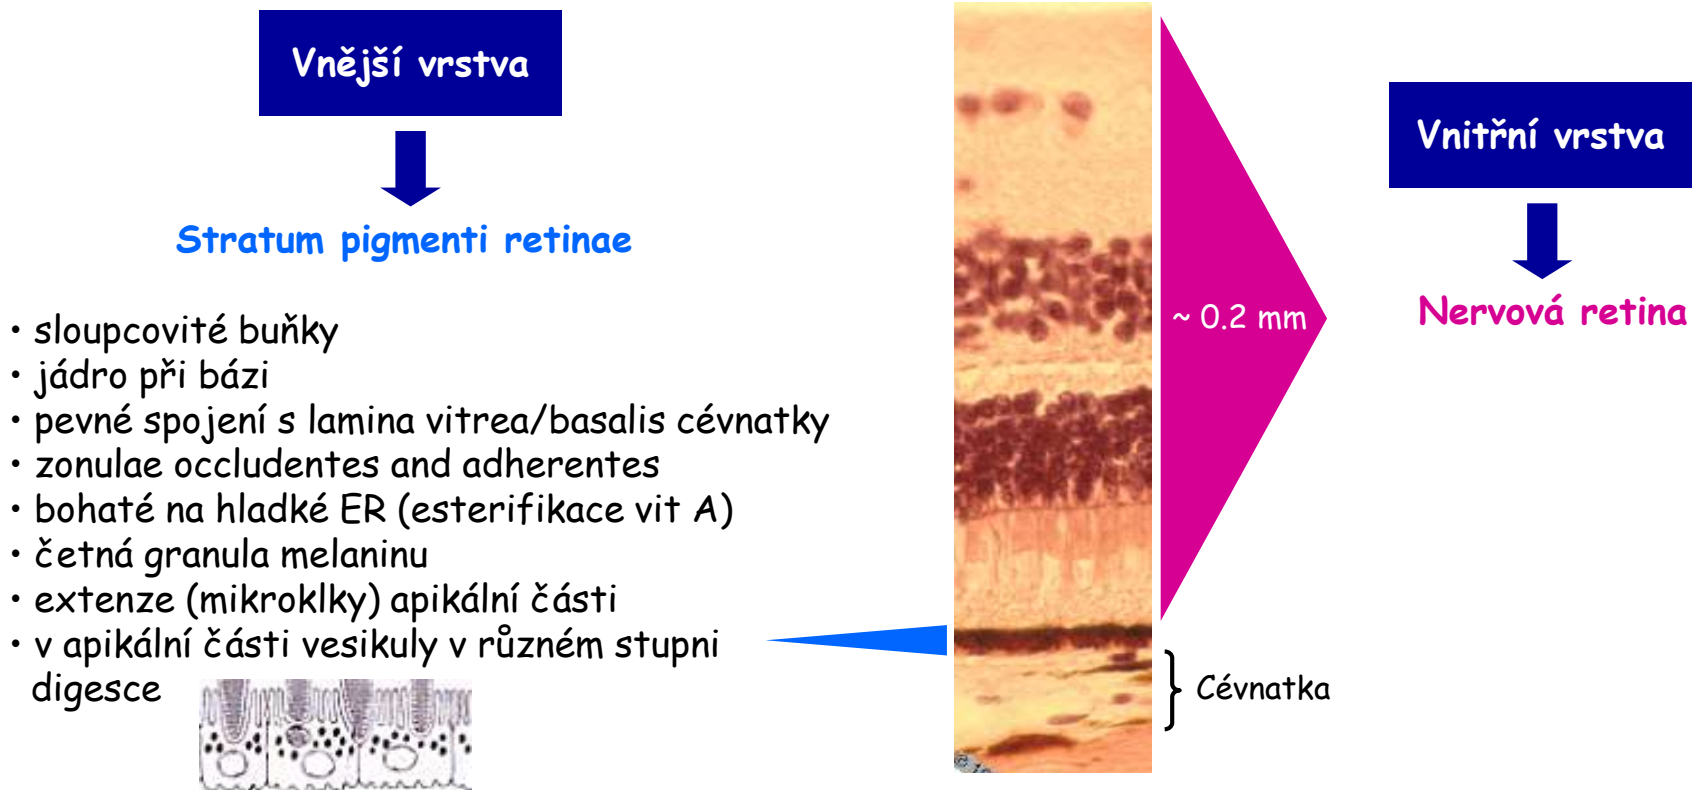 Vnější vrstva
Stratum pigmenti retinae
• sloupcovité buňky
• jádro při bázi
• pevné spojení s lamina vitrea/basalis cévnatky
• zonulae occludentes and adherentes
• bohaté na hladké ER (esterifikace vit A)
• četná granula melaninu
• extenze (mikroklky) apikální části
• v apikální části vesikuly v různém stupni
digesce
~ 0.2 mm
Cévnatka
Vnitřní vrstva
Nervová retina